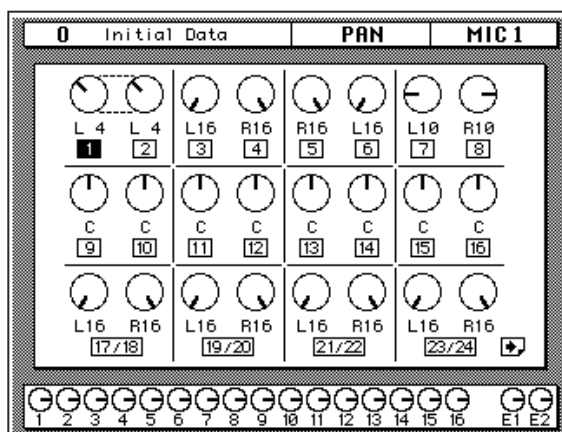 0 Initial Data PAN MIC 1
L 4 L 4 L16 R16 R16 L16 L10 R10
1 2 3 4 5 6 7 8
C C C C C C C C
9 10 11 12 13 14 15 16
L16 R16 L16 R16 L16 R16 L16 R16
17/18 19/20 21/22 23/24
1 2 3 4 5 6 7 8 9 10 11 12 13 14 15 16 E1 E2